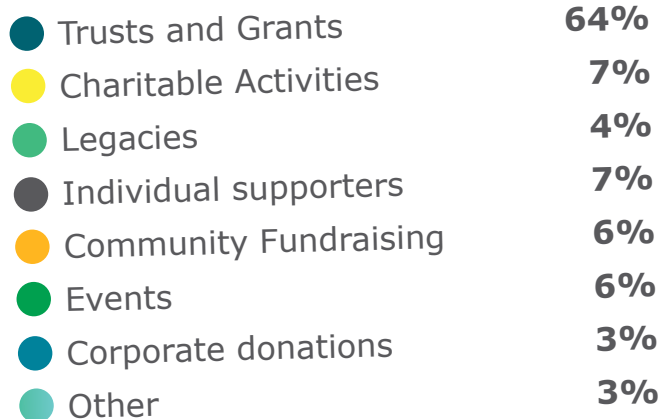 Trusts and Grants 64%
Charitable Activities 7%
Legacies 4%
Individual supporters 7%
Community Fundraising 6%
Events 6%
Corporate donations 3%
Other 3%